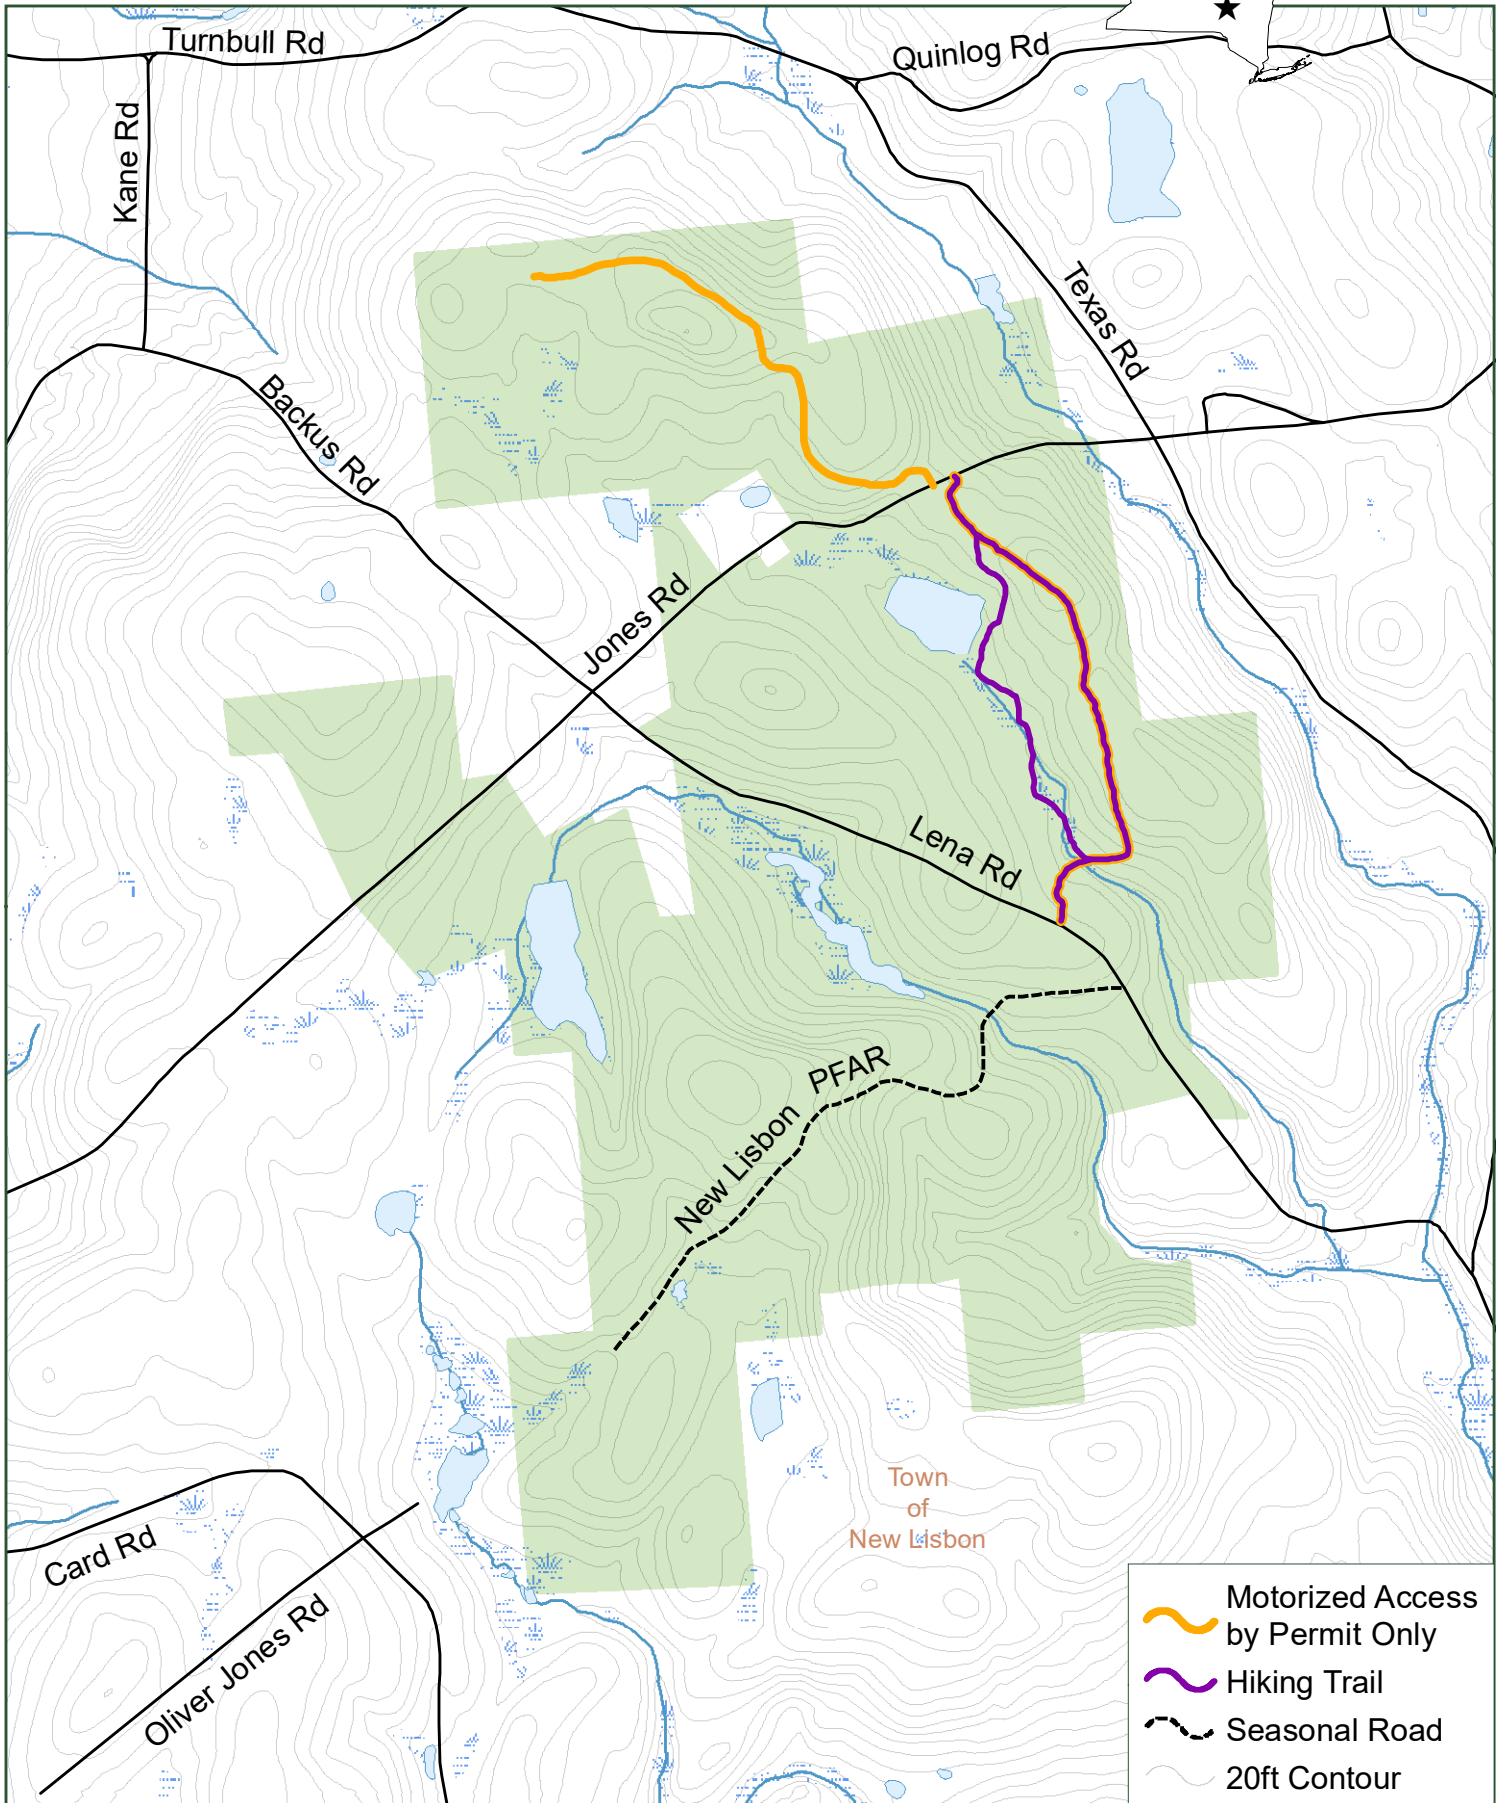 Turnbull Rd
Quinlog Rd
Kane Rd
Texas Rd
Backus Rd
Jones Rd
Lena Rd
New Lisbon PFAR
Town
of
New Lisbon
Card Rd
Oliver Jones Rd
Motorized Access
by Permit Only
Hiking Trail
Seasonal Road
20ft Contour